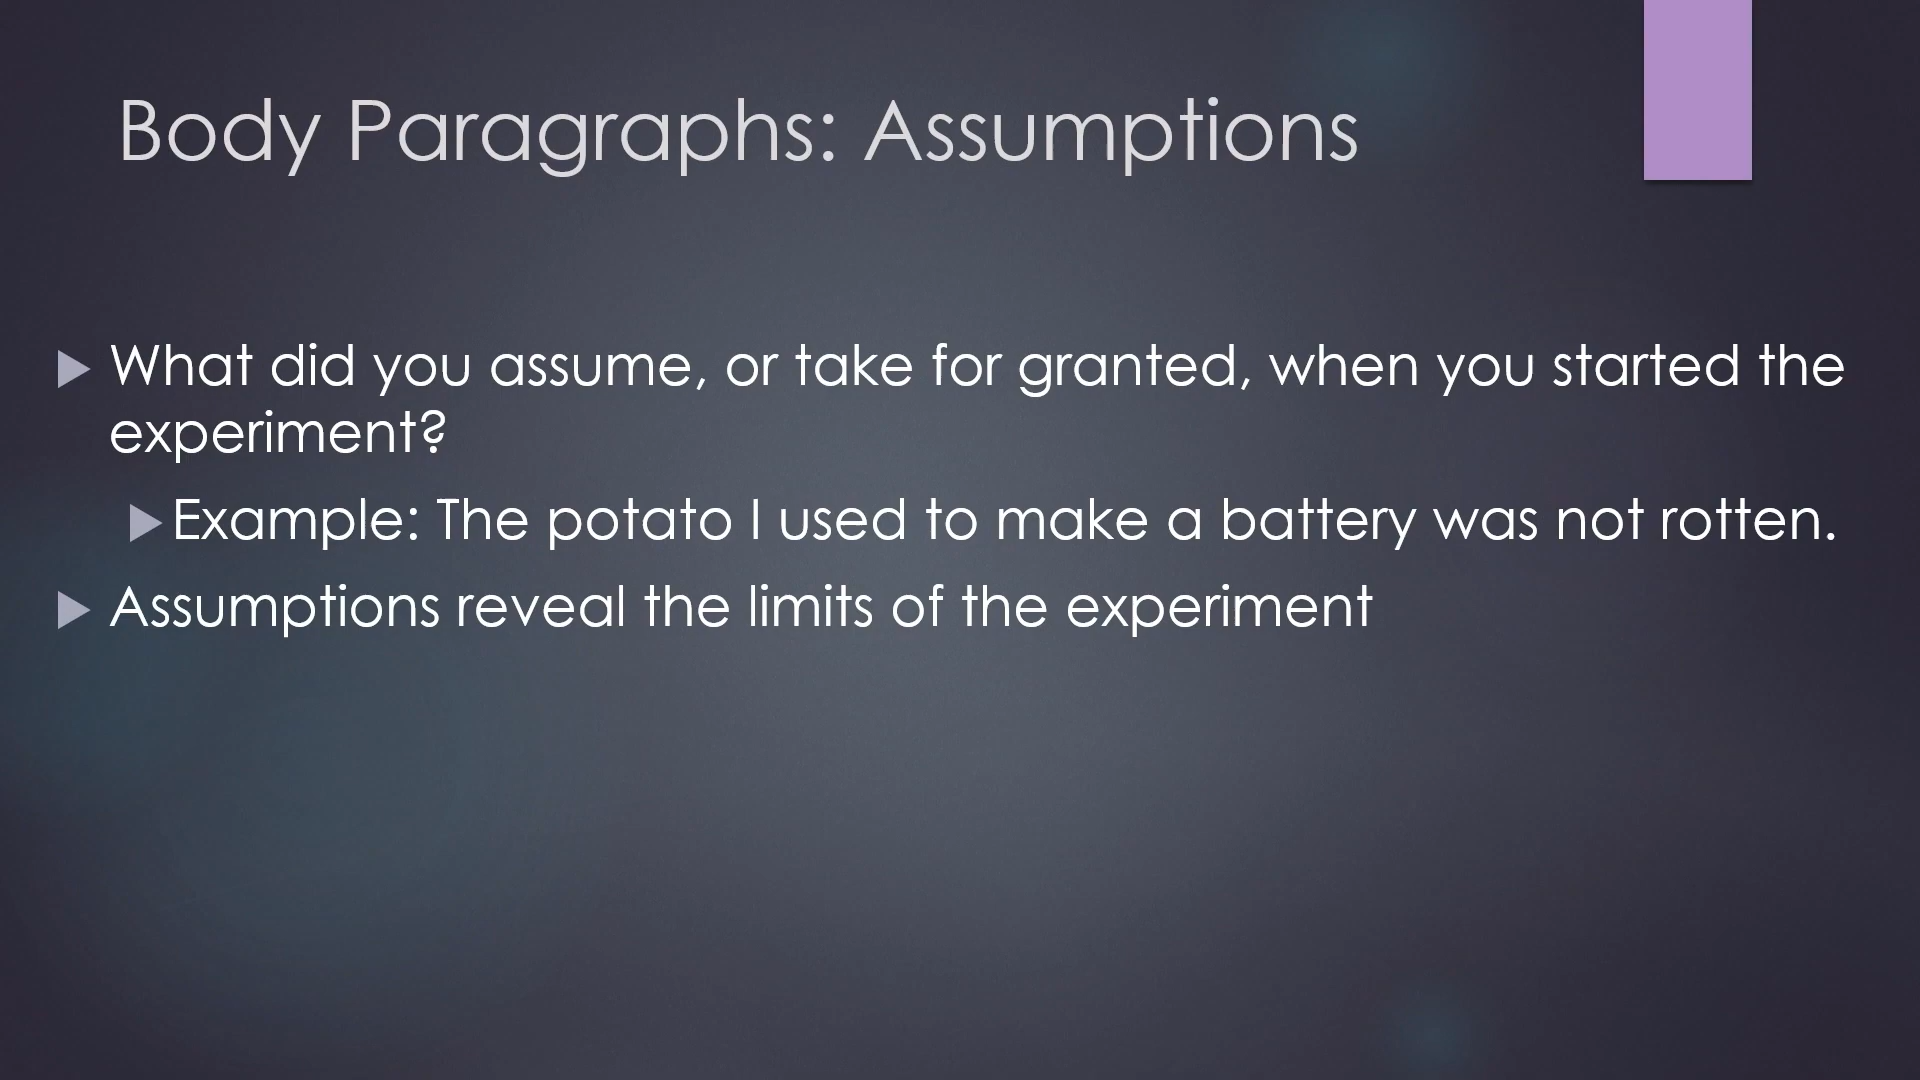 Body Paragraphs: Assumptions
What did you assume, or take for granted, when you started the
experiment?
Example: The potato I used to make a battery was not rotten.
Assumptions reveal the limits of the experiment